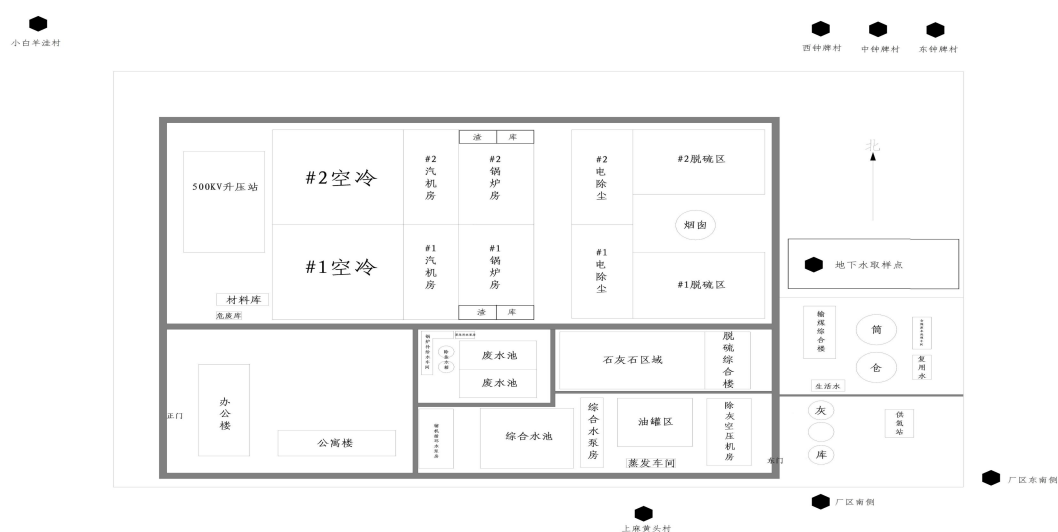 小白羊洼村
西钟牌村
中钟牌村
东钟牌村
北
渣
库
500KV升压站
#2空冷
#2汽机房
#2锅炉房
#2电除尘
#2脱硫区
烟囱
#1空冷
#1汽机房
#1锅炉房
#1电除尘
#1脱硫区
地下水取样点
材料库
危废库
渣
库
输煤综合楼
筒
仓
复用水
生活水
废水池
废水池
石灰石区域
脱硫综合楼
正门
办公楼
公寓楼
综合水池
综合水泵房
油罐区
蒸发车间
除灰空压机房
东门
灰
库
供氢站
厂区东南侧
厂区南侧
上麻黄头村